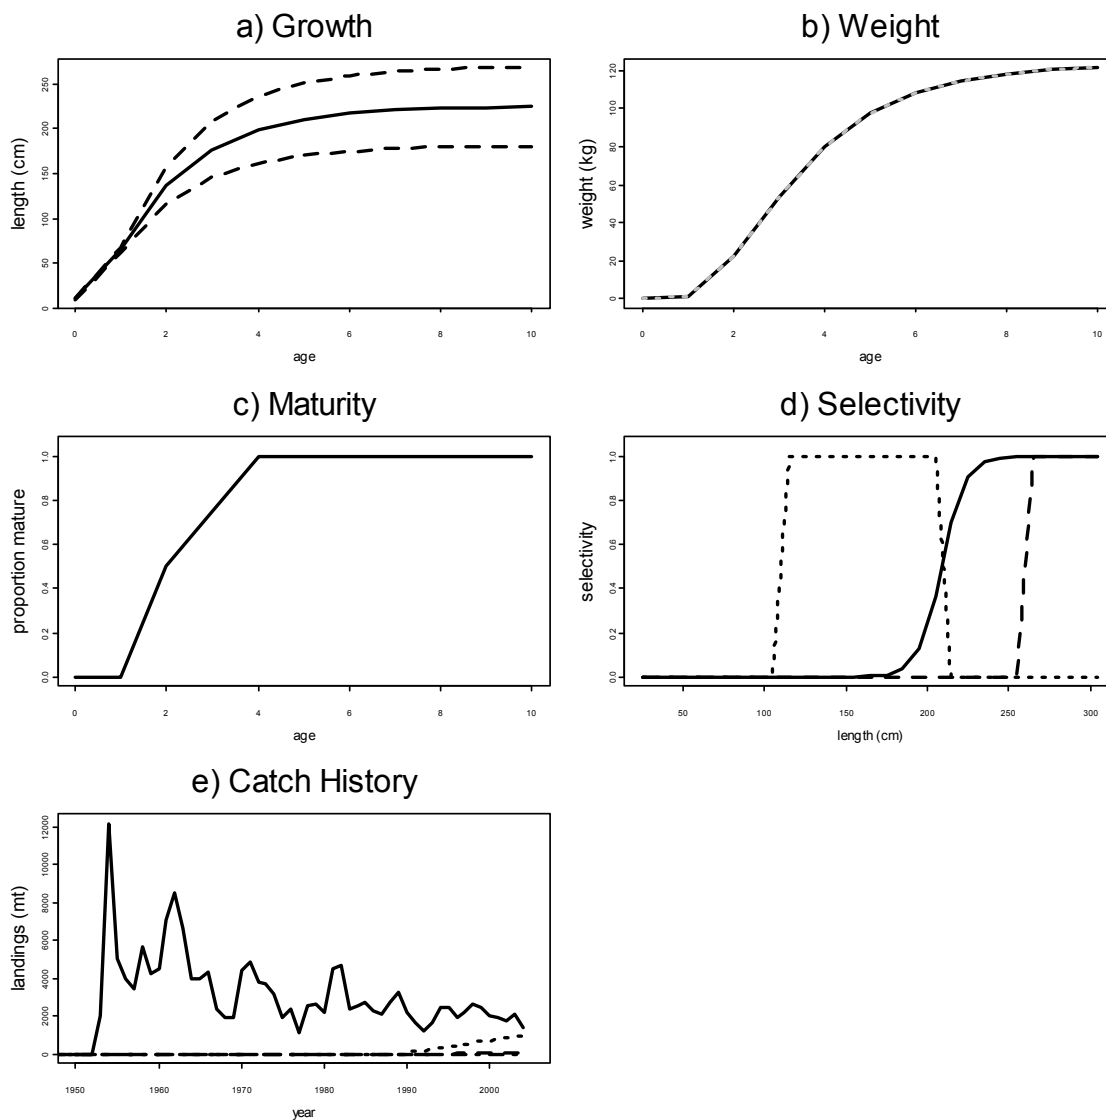 a) Growth
length (cm)
0 50 100 150 200 250
0 2 4 6 8 10
age
b) Weight
weight (kg)
0 20 40 60 80 100 120
0 2 4 6 8 10
age
c) Maturity
proportion mature
0.0 0.2 0.4 0.6 0.8 1.0
0 2 4 6 8 10
age
d) Selectivity
selectivity
0.0 0.2 0.4 0.6 0.8 1.0
50 100 150 200 250 300
length (cm)
e) Catch History
landings (mt)
0 2000 4000 6000 8000 10000 12000
1950 1960 1970 1980 1990 2000
year